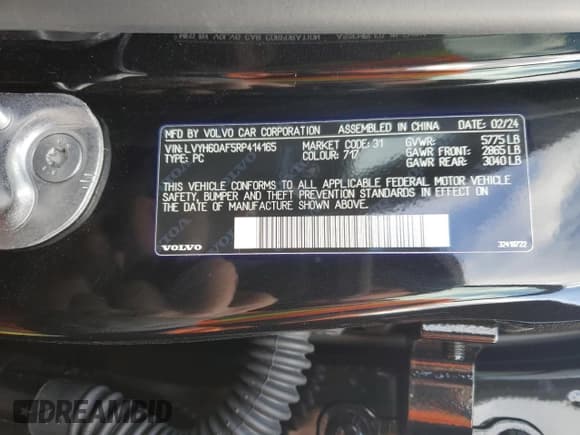 MFD BY VOLVO CAR CORPORATION ASSEMBLED IN CHINA DATE: 02/24
VIN: LVYH60AF5RP414165 MARKET CODE: 31 GVWR: 5775 LB
TYPE: PC COLOUR: 717 GAWR FRONT: 2865 LB
GAWR REAR: 3040 LB
THIS VEHICLE CONFORMS TO ALL APPLICABLE FEDERAL MOTOR VEHICLE
SAFETY, BUMPER AND THEFT PREVENTION STANDARDS IN EFFECT ON
THE DATE OF MANUFACTURE SHOWN ABOVE.
VOLVO 32419722
DREAMBID